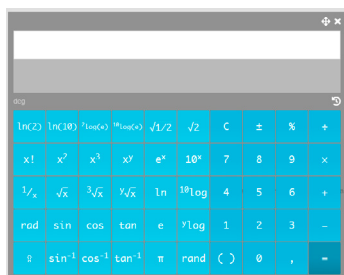 deg
ln(2) ln(10) ²log(e) ¹⁰log(e) √1/2 √2 C ± % ÷
x! x² x³ xʸ eˣ 10ˣ 7 8 9 ×
¹/ₓ √x ³√x ʸ√x ln ¹⁰log 4 5 6 +
rad sin cos tan e ʸlog 1 2 3 −
⇧ sin⁻¹ cos⁻¹ tan⁻¹ π rand ( ) 0 , =